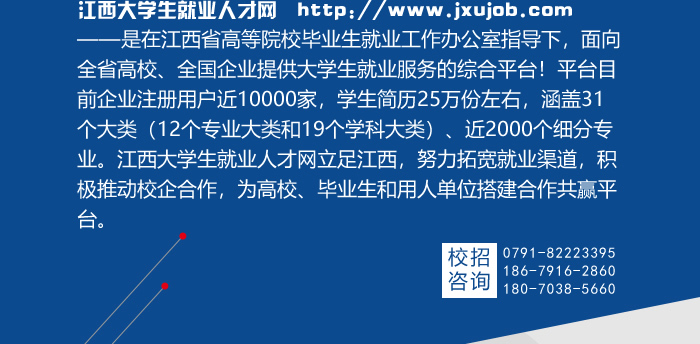 江西大学生就业人才网 http://www.jxujob.com
——是在江西省高等院校毕业生就业工作办公室指导下，面向
全省高校、全国企业提供大学生就业服务的综合平台！平台目
前企业注册用户近10000家，学生简历25万份左右，涵盖31
个大类（12个专业大类和19个学科大类）、近2000个细分专
业。江西大学生就业人才网立足江西，努力拓宽就业渠道，积
极推动校企合作，为高校、毕业生和用人单位搭建合作共赢平
台。
校招
咨询
0791-82223395
186-7916-2860
180-7038-5660